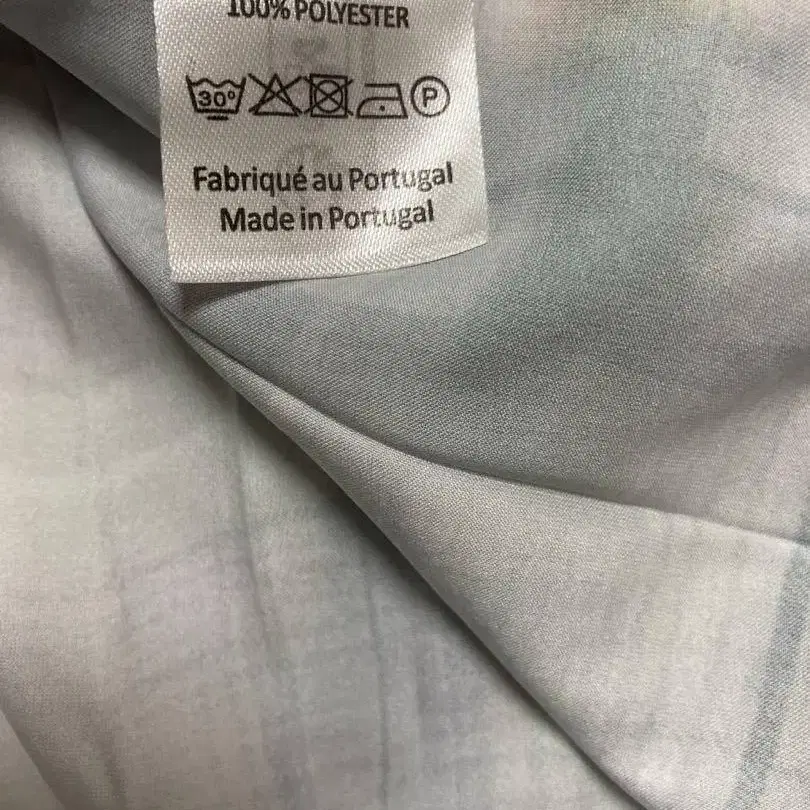 100% POLYESTER
30° P
Fabriqué au Portugal
Made in Portugal